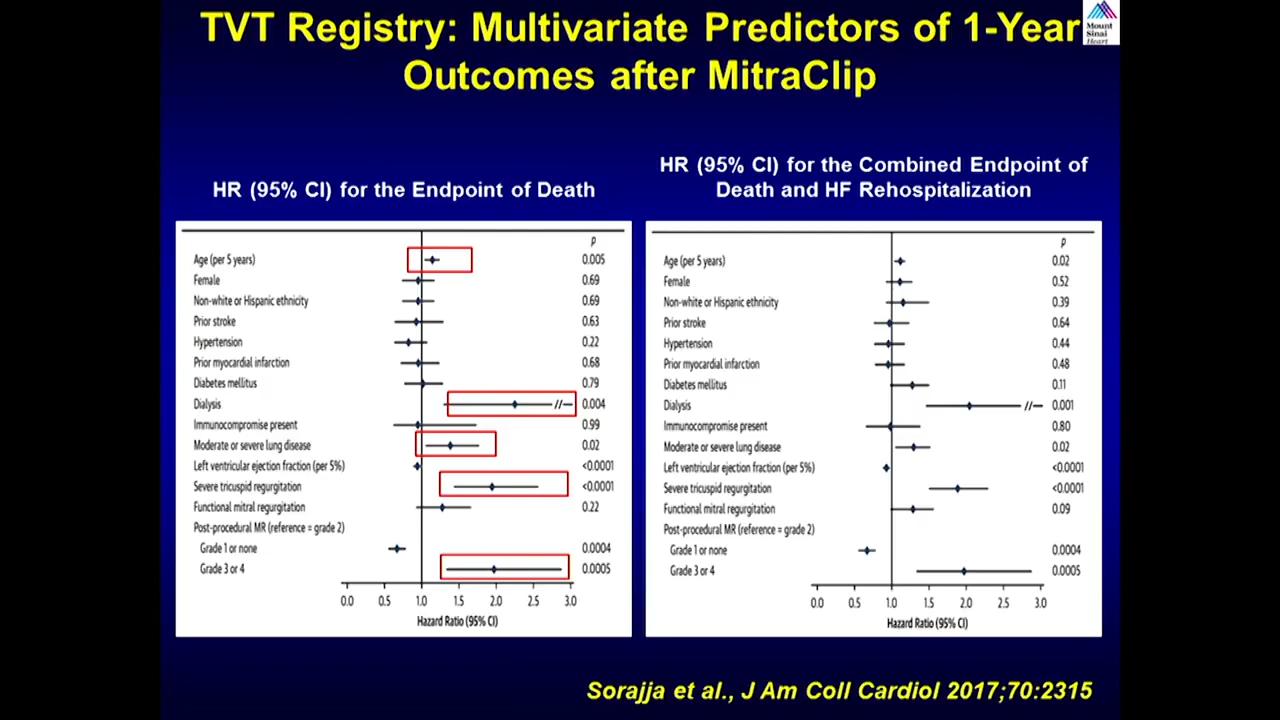 TVT Registry: Multivariate Predictors of 1-Year
Outcomes after MitraClip
Mount
Sinai
Heart
HR (95% CI) for the Endpoint of Death
p
Age (per 5 years) 0.005
Female 0.69
Non-white or Hispanic ethnicity 0.69
Prior stroke 0.63
Hypertension 0.22
Prior myocardial infarction 0.68
Diabetes mellitus 0.79
Dialysis // 0.004
Immunocompromise present 0.99
Moderate or severe lung disease 0.02
Left ventricular ejection fraction (per 5%) <0.0001
Severe tricuspid regurgitation <0.0001
Functional mitral regurgitation 0.22
Post-procedural MR (reference = grade 2)
Grade 1 or none 0.0004
Grade 3 or 4 0.0005
0.0 0.5 1.0 1.5 2.0 2.5 3.0
Hazard Ratio (95% CI)
HR (95% CI) for the Combined Endpoint of
Death and HF Rehospitalization
p
Age (per 5 years) 0.02
Female 0.52
Non-white or Hispanic ethnicity 0.39
Prior stroke 0.64
Hypertension 0.44
Prior myocardial infarction 0.48
Diabetes mellitus 0.11
Dialysis // 0.001
Immunocompromise present 0.80
Moderate or severe lung disease 0.02
Left ventricular ejection fraction (per 5%) <0.0001
Severe tricuspid regurgitation <0.0001
Functional mitral regurgitation 0.09
Post-procedural MR (reference = grade 2)
Grade 1 or none 0.0004
Grade 3 or 4 0.0005
0.0 0.5 1.0 1.5 2.0 2.5 3.0
Hazard Ratio (95% CI)
Sorajja et al., J Am Coll Cardiol 2017;70:2315